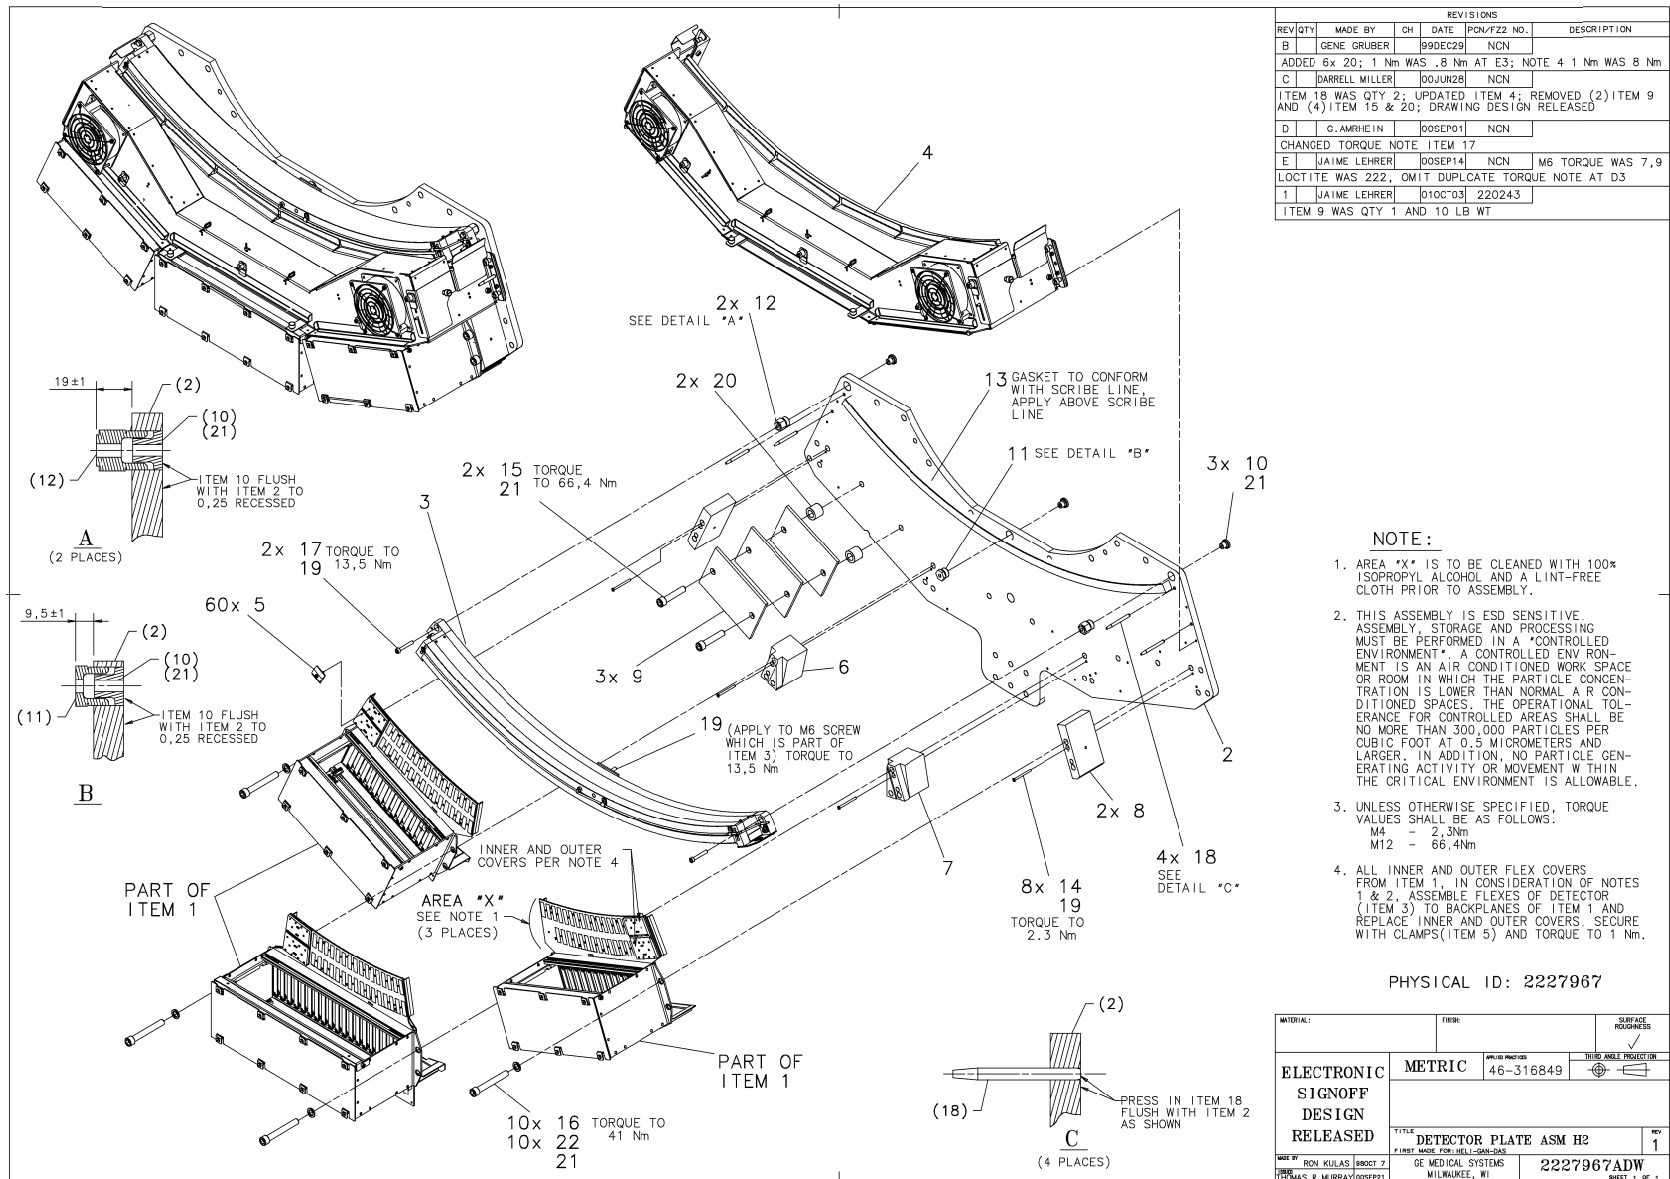 REVISIONS
REV QTY MADE BY CH DATE PCN/FZ2 NO. DESCRIPTION
B GENE GRUBER 99DEC29 NCN
ADDED 6x 20; 1 Nm WAS .8 Nm AT E3; NOTE 4 1 Nm WAS 8 Nm
C DARRELL MILLER 00JUN28 NCN
ITEM 18 WAS QTY 2; UPDATED ITEM 4; REMOVED (2)ITEM 9
AND (4)ITEM 15 & 20; DRAWING DESIGN RELEASED
D G.AMRHEIN 00SEP01 NCN
CHANGED TORQUE NOTE ITEM 17
E JAIME LEHRER 00SEP14 NCN M6 TORQUE WAS 7,9
LOCTITE WAS 222, OMIT DUPLCATE TORQUE NOTE AT D3
1 JAIME LEHRER 01OC 03 220243
ITEM 9 WAS QTY 1 AND 10 LB WT
4
2x 12
SEE DETAIL "A"
2x 20
13 GASKET TO CONFORM
WITH SCRIBE LINE,
APPLY ABOVE SCRIBE
LINE
11 SEE DETAIL "B"
3x 10
21
2x 15 TORQUE
21 TO 66,4 Nm
3
2x 17 TORQUE TO
19 13,5 Nm
60x 5
3x 9
6
19 (APPLY TO M6 SCREW
WHICH IS PART OF
ITEM 3) TORQUE TO
13,5 Nm
2
2x 8
7
4x 18
SEE
DETAIL "C"
8x 14
19
TORQUE TO
2.3 Nm
19±1
(2)
(10)
(21)
(12)
ITEM 10 FLUSH
WITH ITEM 2 TO
0,25 RECESSED
A
(2 PLACES)
9,5±1
(2)
(10)
(21)
(11)
ITEM 10 FLJSH
WITH ITEM 2 TO
0,25 RECESSED
B
PART OF
ITEM 1
INNER AND OUTER
COVERS PER NOTE 4
AREA "X"
SEE NOTE 1
(3 PLACES)
PART OF
ITEM 1
10x 16 TORQUE TO
10x 22 41 Nm
21
(2)
(18)
PRESS IN ITEM 18
FLUSH WITH ITEM 2
AS SHOWN
C
(4 PLACES)
NOTE:
1. AREA "X" IS TO BE CLEANED WITH 100%
ISOPROPYL ALCOHOL AND A LINT-FREE
CLOTH PRIOR TO ASSEMBLY.
2. THIS ASSEMBLY IS ESD SENSITIVE.
ASSEMBLY, STORAGE AND PROCESSING
MUST BE PERFORMED IN A "CONTROLLED
ENVIRONMENT". A CONTROLLED ENV RON-
MENT IS AN AIR CONDITIONED WORK SPACE
OR ROOM IN WHICH THE PARTICLE CONCEN-
TRATION IS LOWER THAN NORMAL A R CON-
DITIONED SPACES. THE OPERATIONAL TOL-
ERANCE FOR CONTROLLED AREAS SHALL BE
NO MORE THAN 300,000 PARTICLES PER
CUBIC FOOT AT 0.5 MICROMETERS AND
LARGER. IN ADDITION, NO PARTICLE GEN-
ERATING ACTIVITY OR MOVEMENT W THIN
THE CRITICAL ENVIRONMENT IS ALLOWABLE.
3. UNLESS OTHERWISE SPECIFIED, TORQUE
VALUES SHALL BE AS FOLLOWS:
M4 - 2,3Nm
M12 - 66,4Nm
4. ALL INNER AND OUTER FLEX COVERS
FROM ITEM 1, IN CONSIDERATION OF NOTES
1 & 2, ASSEMBLE FLEXES OF DETECTOR
(ITEM 3) TO BACKPLANES OF ITEM 1 AND
REPLACE INNER AND OUTER COVERS. SECURE
WITH CLAMPS(ITEM 5) AND TORQUE TO 1 Nm.
PHYSICAL ID: 2227967
MATERIAL: FINISH: SURFACE
ROUGHNESS
ELECTRONIC
SIGNOFF
DESIGN
RELEASED
METRIC
APPLIED PRACTICES
46-316849
THIRD ANGLE PROJECTION
TITLE
DETECTOR PLATE ASM H2
FIRST MADE FOR: HELI-GAN-DAS
REV
1
MADE BY RON KULAS 98OCT 7
ISSUED THOMAS R MURRAY 00SEP21
GE MEDICAL SYSTEMS
MILWAUKEE, WI
2227967ADW
SHEET 1 OF 1